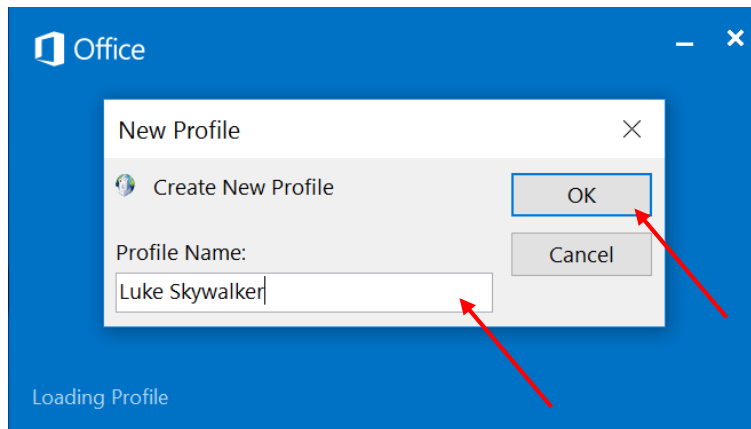 Office
New Profile
Create New Profile
OK
Profile Name:
Cancel
Luke Skywalker
Loading Profile